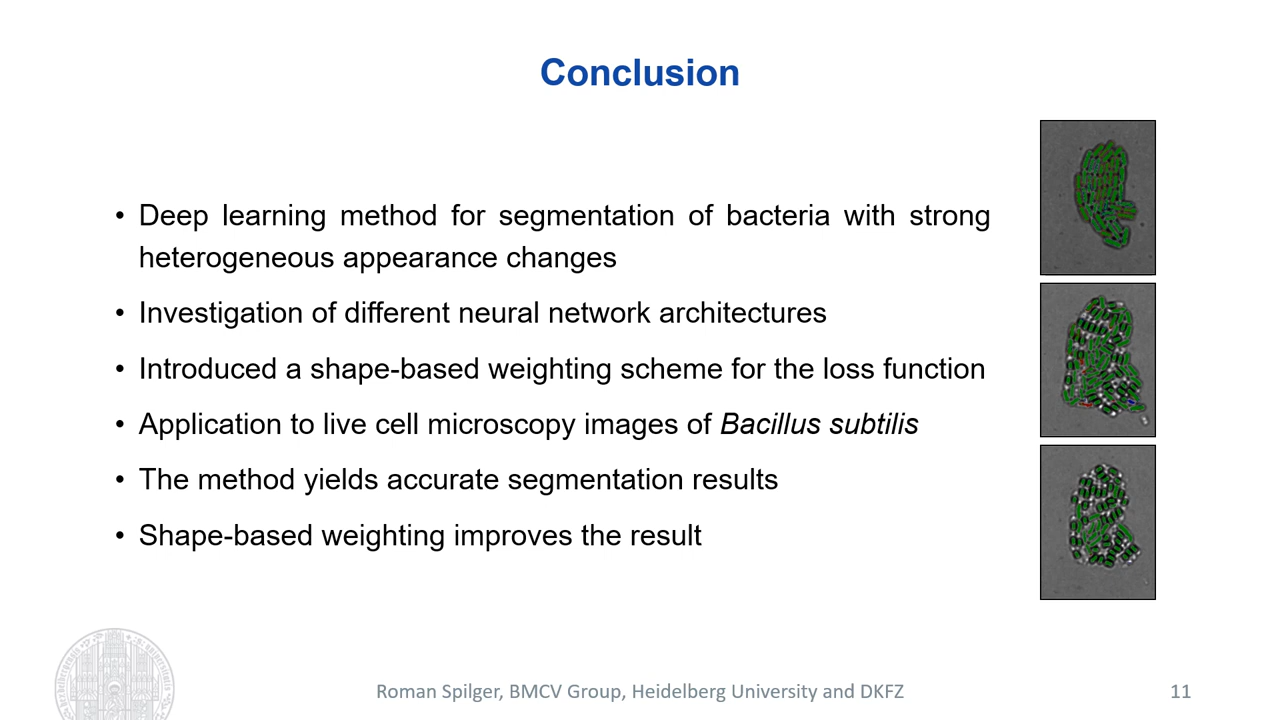 Conclusion
• Deep learning method for segmentation of bacteria with strong
heterogeneous appearance changes
• Investigation of different neural network architectures
• Introduced a shape-based weighting scheme for the loss function
• Application to live cell microscopy images of Bacillus subtilis
• The method yields accurate segmentation results
• Shape-based weighting improves the result
Roman Spilger, BMCV Group, Heidelberg University and DKFZ
11